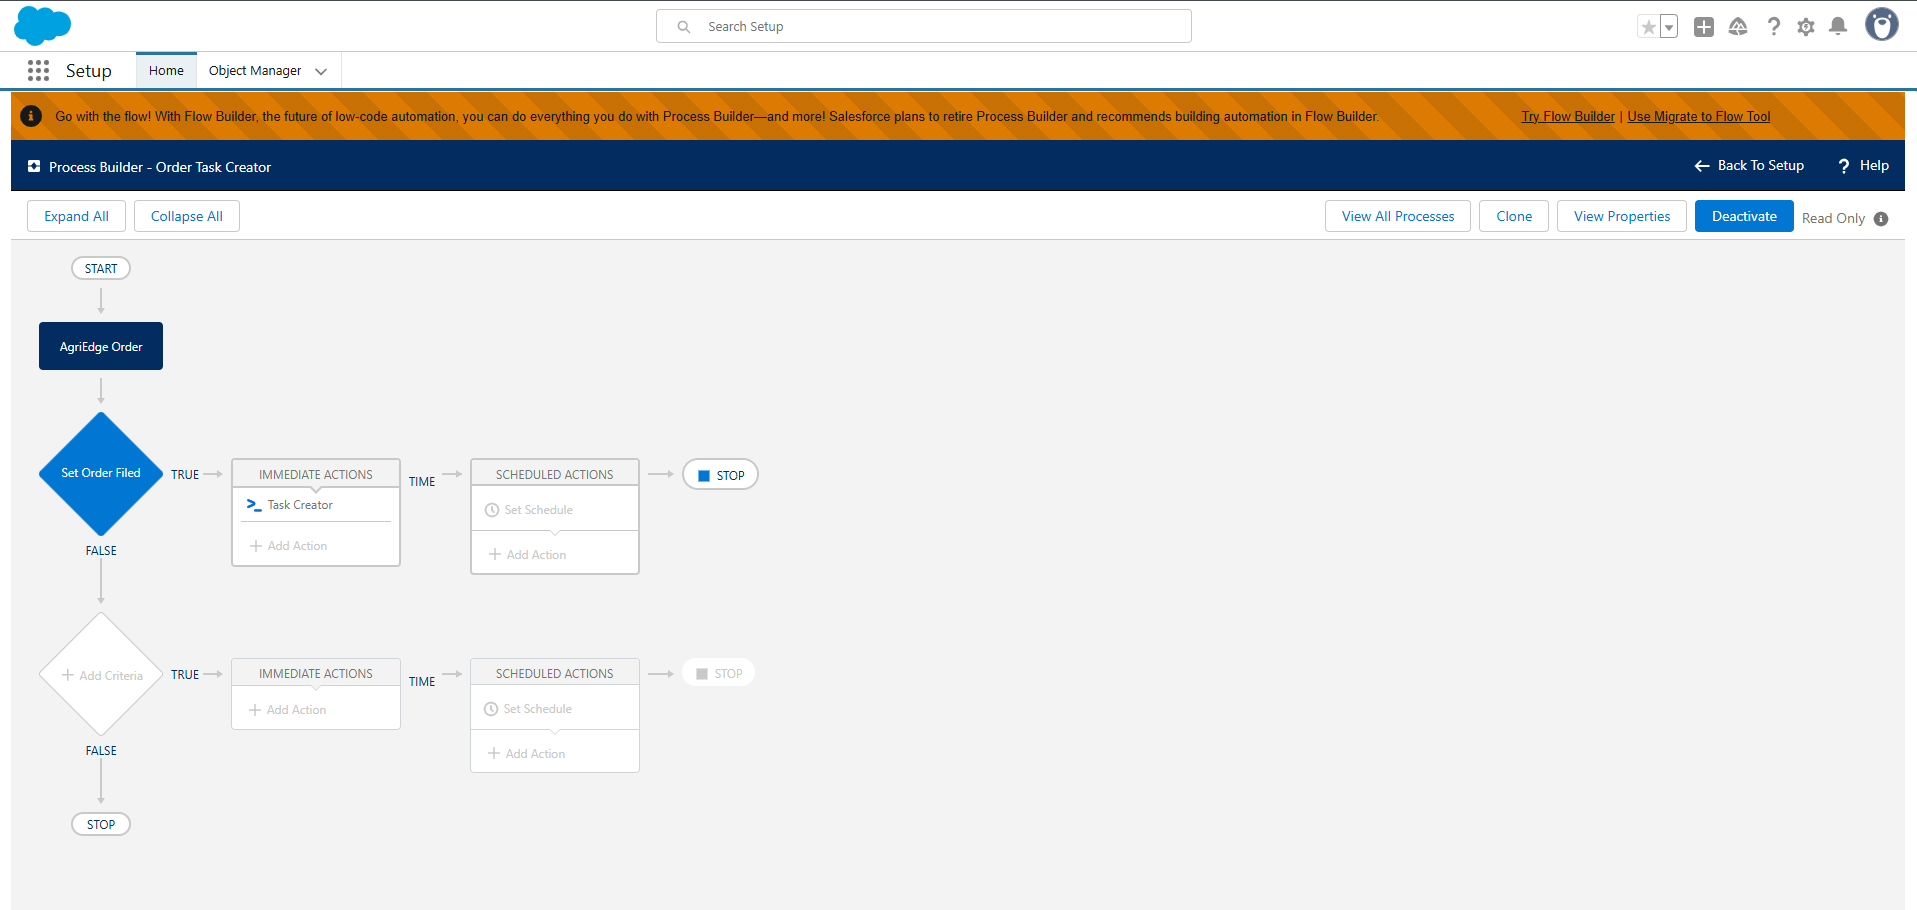 Search Setup
Setup
Home
Object Manager
Go with the flow! With Flow Builder, the future of low-code automation, you can do everything you do with Process Builder—and more! Salesforce plans to retire Process Builder and recommends building automation in Flow Builder.
Try Flow Builder | Use Migrate to Flow Tool
Process Builder - Order Task Creator
Back To Setup
Help
Expand All
Collapse All
View All Processes
Clone
View Properties
Deactivate
Read Only
START
AgriEdge Order
Set Order Filed
TRUE
IMMEDIATE ACTIONS
Task Creator
Add Action
TIME
SCHEDULED ACTIONS
Set Schedule
Add Action
STOP
FALSE
Add Criteria
TRUE
IMMEDIATE ACTIONS
Add Action
TIME
SCHEDULED ACTIONS
Set Schedule
Add Action
STOP
FALSE
STOP